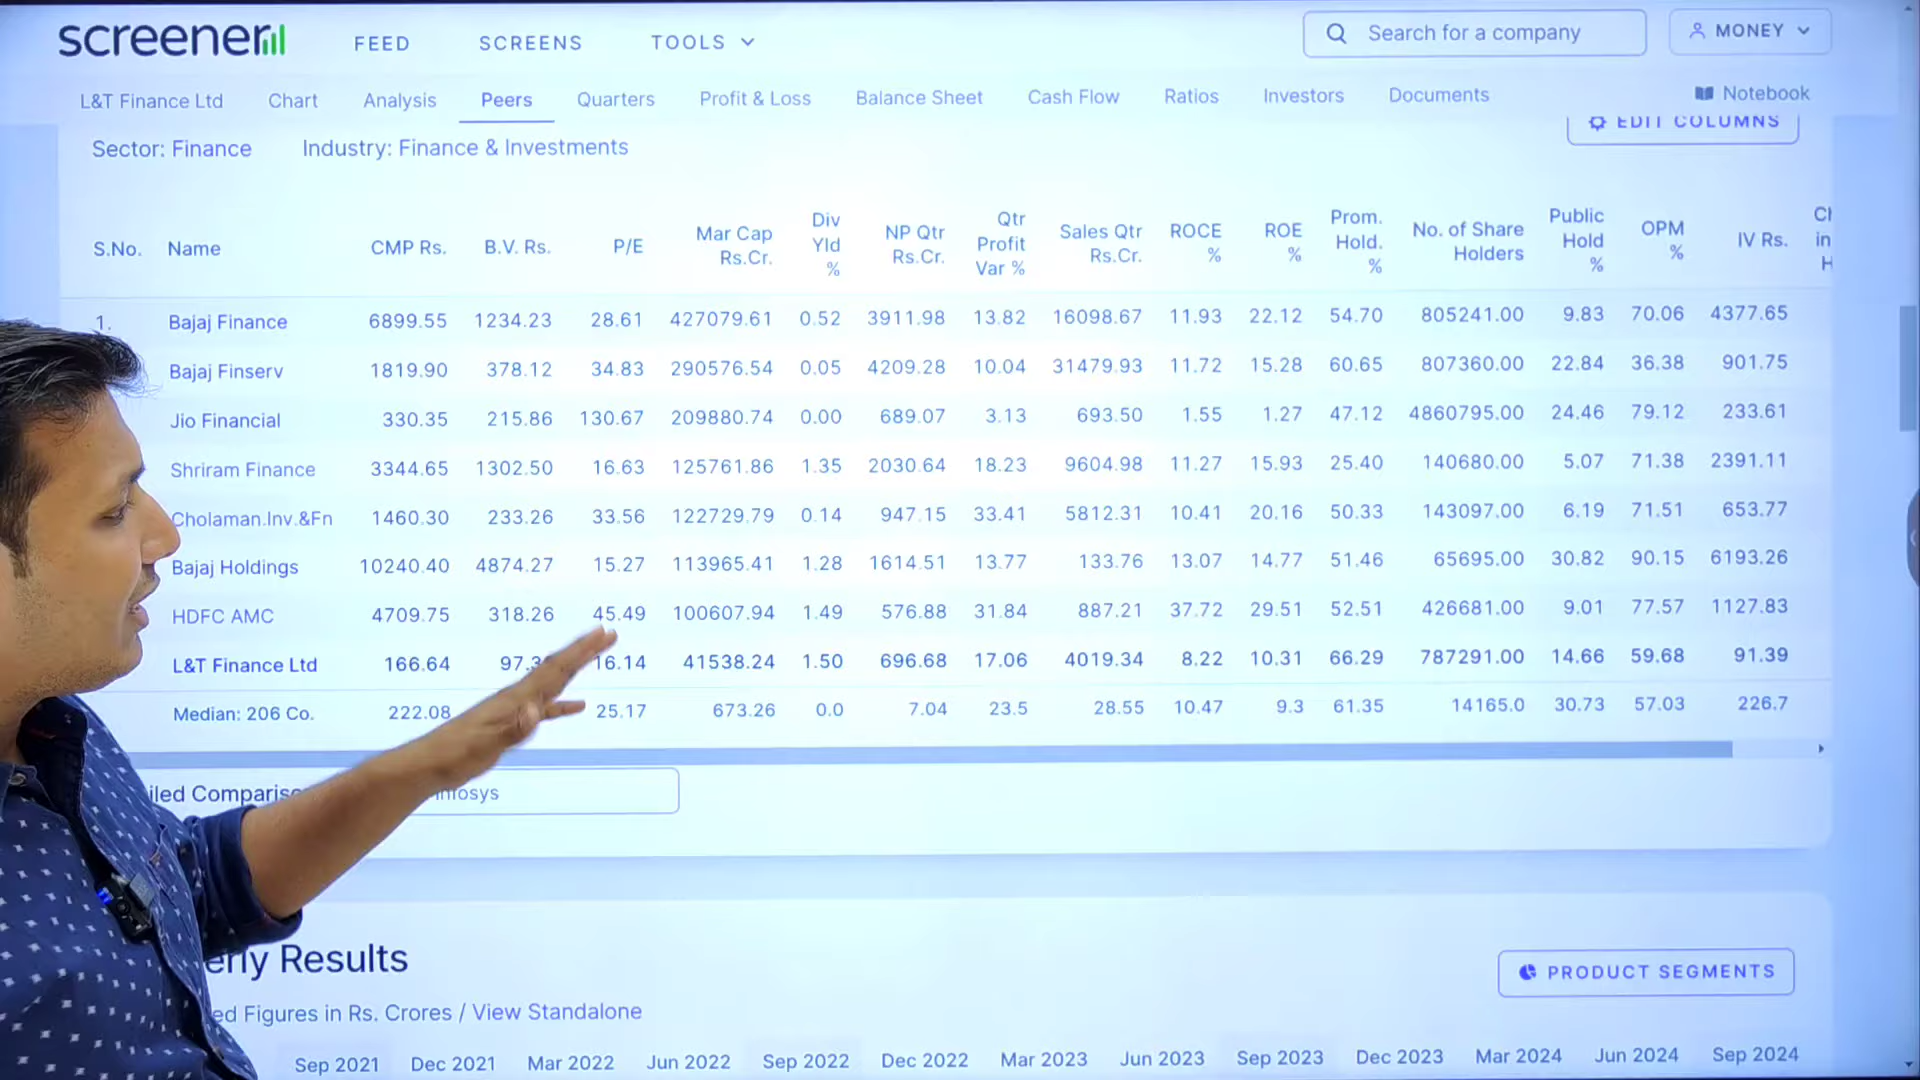 screener FEED SCREENS TOOLS Search for a company MONEY
L&T Finance Ltd Chart Analysis Peers Quarters Profit & Loss Balance Sheet Cash Flow Ratios Investors Documents Notebook
Sector: Finance Industry: Finance & Investments EDIT COLUMNS
S.No. Name CMP Rs. B.V. Rs. P/E Mar Cap Rs.Cr. Div Yld % NP Qtr Rs.Cr. Qtr Profit Var % Sales Qtr Rs.Cr. ROCE % ROE % Prom. Hold. % No. of Share Holders Public Hold % OPM % IV Rs. in
1. Bajaj Finance 6899.55 1234.23 28.61 427079.61 0.52 3911.98 13.82 16098.67 11.93 22.12 54.70 805241.00 9.83 70.06 4377.65
Bajaj Finserv 1819.90 378.12 34.83 290576.54 0.05 4209.28 10.04 31479.93 11.72 15.28 60.65 807360.00 22.84 36.38 901.75
Jio Financial 330.35 215.86 130.67 209880.74 0.00 689.07 3.13 693.50 1.55 1.27 47.12 4860795.00 24.46 79.12 233.61
Shriram Finance 3344.65 1302.50 16.63 125761.86 1.35 2030.64 18.23 9604.98 11.27 15.93 25.40 140680.00 5.07 71.38 2391.11
Cholaman.Inv.&Fn 1460.30 233.26 33.56 122729.79 0.14 947.15 33.41 5812.31 10.41 20.16 50.33 143097.00 6.19 71.51 653.77
Bajaj Holdings 10240.40 4874.27 15.27 113965.41 1.28 1614.51 13.77 133.76 13.07 14.77 51.46 65695.00 30.82 90.15 6193.26
HDFC AMC 4709.75 318.26 45.49 100607.94 1.49 576.88 31.84 887.21 37.72 29.51 52.51 426681.00 9.01 77.57 1127.83
L&T Finance Ltd 166.64 97.3 16.14 41538.24 1.50 696.68 17.06 4019.34 8.22 10.31 66.29 787291.00 14.66 59.68 91.39
Median: 206 Co. 222.08 25.17 673.26 0.0 7.04 23.5 28.55 10.47 9.3 61.35 14165.0 30.73 57.03 226.7
iled Comparis Infosys
erly Results PRODUCT SEGMENTS
ed Figures in Rs. Crores / View Standalone
Sep 2021 Dec 2021 Mar 2022 Jun 2022 Sep 2022 Dec 2022 Mar 2023 Jun 2023 Sep 2023 Dec 2023 Mar 2024 Jun 2024 Sep 2024